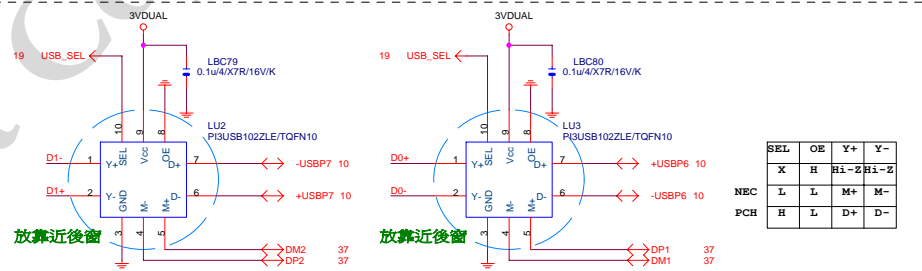 3VDUAL
19 USB_SEL
LBC79
0.1u/4/X7R/16V/K
LU2
PI3USB102ZLE/TQFN10
10
9
8
SEL
Vcc
OE
D1- 1 Y+ D+ 7 -USBP7 10
D1+ 2 Y- D- 6 +USBP7 10
GND
M-
M+
3
4
5
放靠近後窗
DM2 37
DP2 37
3VDUAL
19 USB_SEL
LBC80
0.1u/4/X7R/16V/K
LU3
PI3USB102ZLE/TQFN10
10
9
8
SEL
Vcc
OE
D0+ 1 Y+ D+ 7 +USBP6 10
D0- 2 Y- D- 6 -USBP6 10
GND
M-
M+
3
4
5
放靠近後窗
DP1 37
DM1 37
SEL OE Y+ Y-
X H Hi-Z Hi-Z
NEC L L M+ M-
PCH H L D+ D-